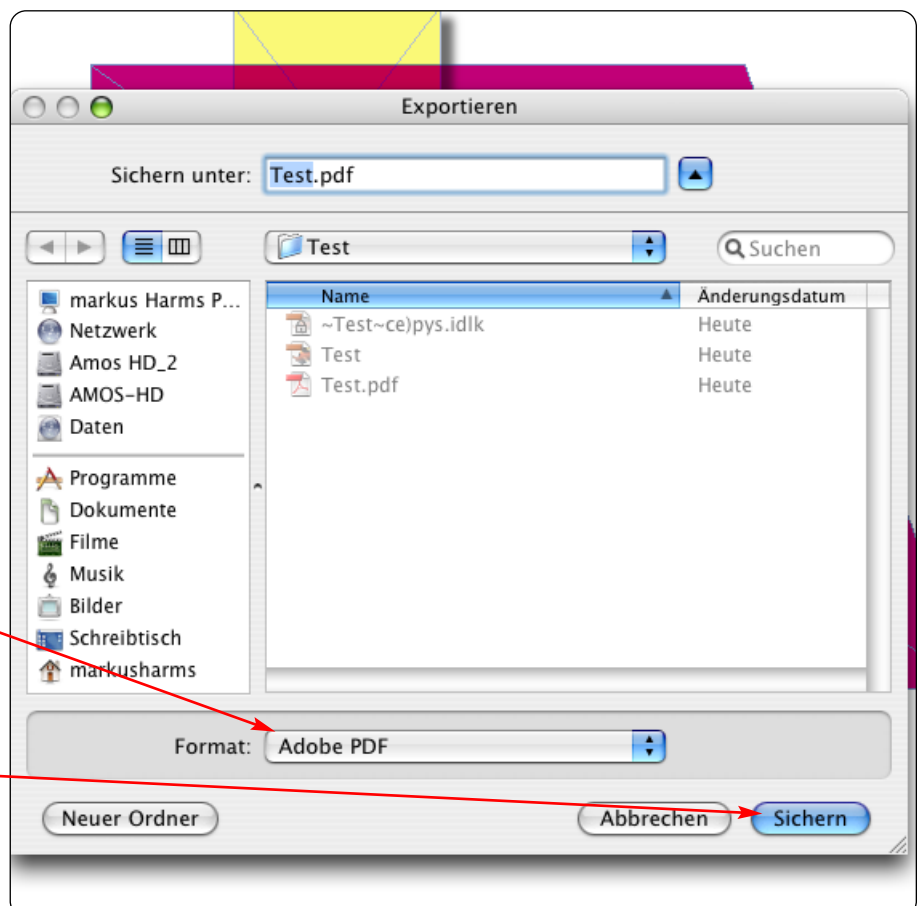 Exportieren
Sichern unter: Test.pdf
Test
Suchen
markus Harms P...
Netzwerk
Amos HD_2
AMOS-HD
Daten
Programme
Dokumente
Filme
Musik
Bilder
Schreibtisch
markusharms
Name Änderungsdatum
~Test~ce)pys.idlk Heute
Test Heute
Test.pdf Heute
Format: Adobe PDF
Neuer Ordner Abbrechen Sichern